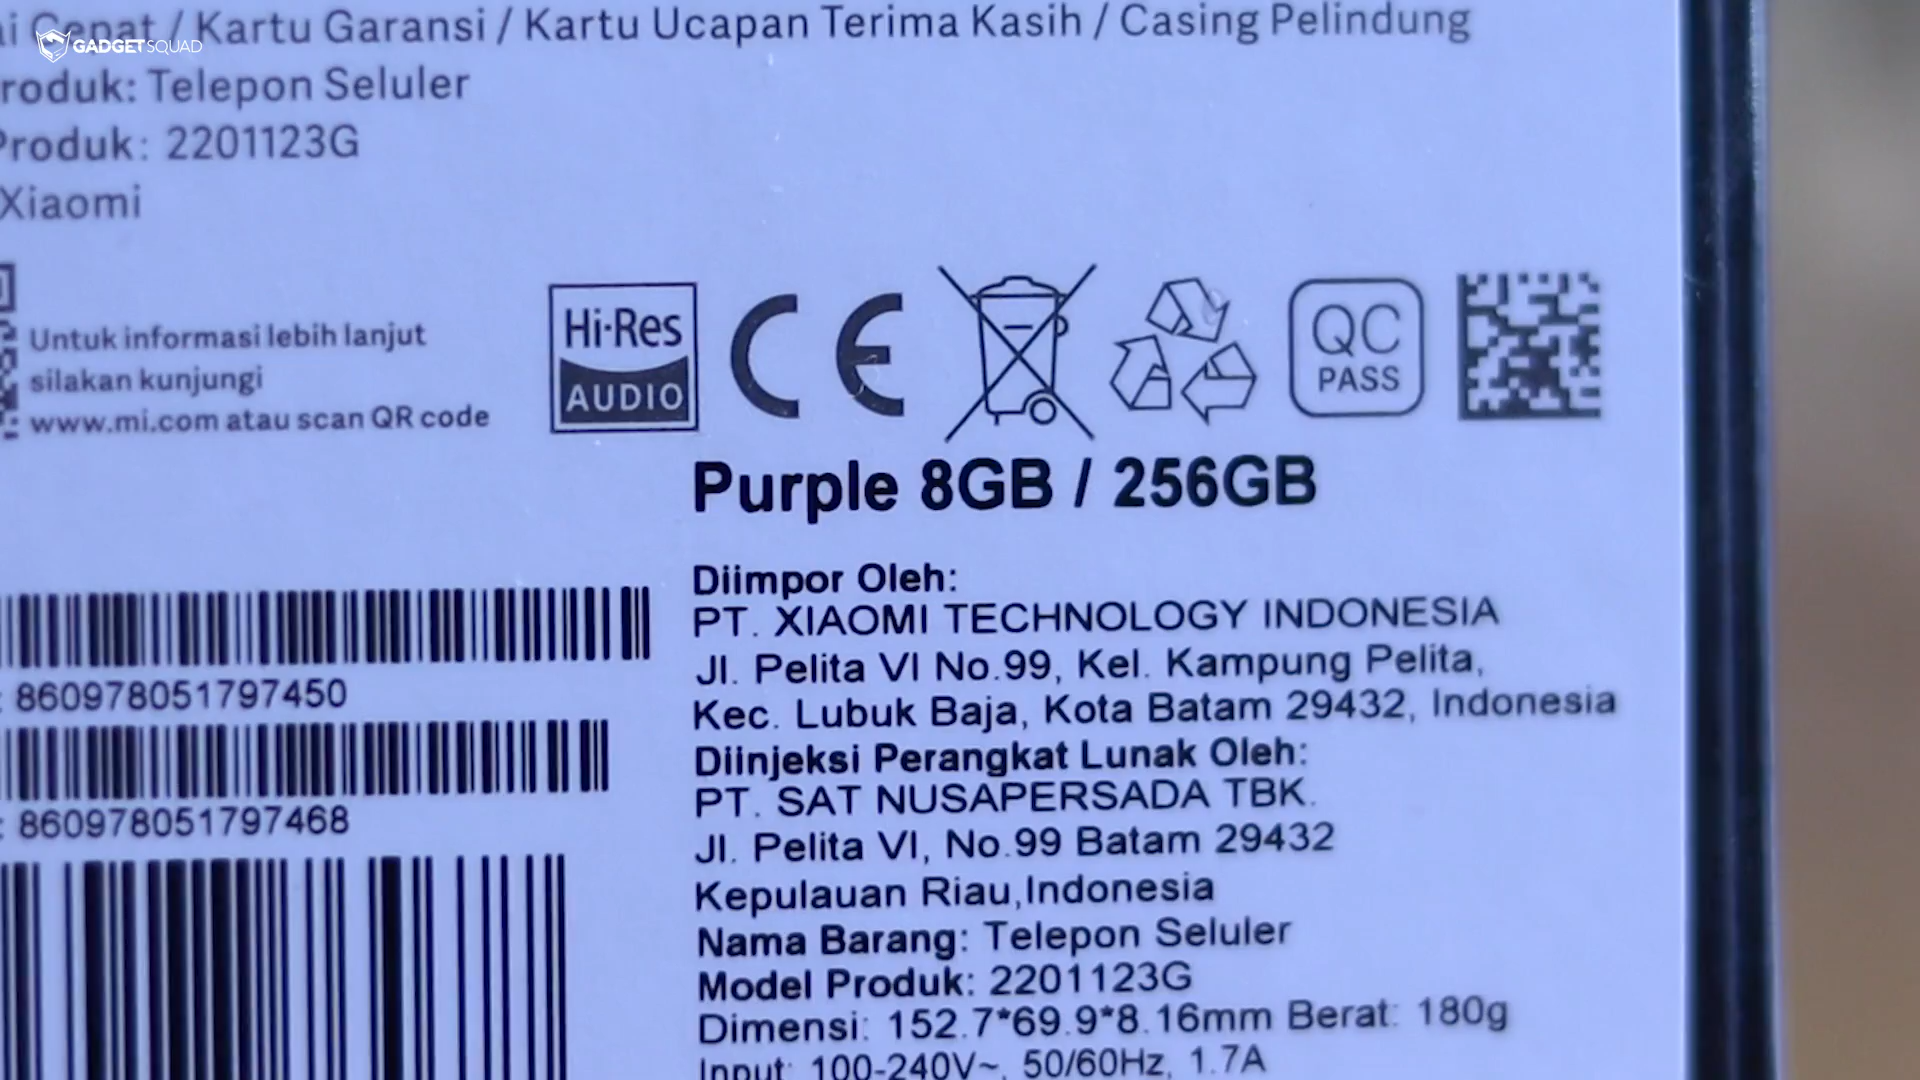 Cepat / Kartu Garansi / Kartu Ucapan Terima Kasih / Casing Pelindung
GADGETSQUAD
roduk: Telepon Seluler
Produk: 2201123G
Xiaomi
Untuk informasi lebih lanjut
silakan kunjungi
www.mi.com atau scan QR code
Hi-Res
AUDIO
CE
QC
PASS
Purple 8GB / 256GB
: 860978051797450
: 860978051797468
Diimpor Oleh:
PT. XIAOMI TECHNOLOGY INDONESIA
Jl. Pelita VI No.99, Kel. Kampung Pelita,
Kec. Lubuk Baja, Kota Batam 29432, Indonesia
Diinjeksi Perangkat Lunak Oleh:
PT. SAT NUSAPERSADA TBK.
Jl. Pelita VI, No.99 Batam 29432
Kepulauan Riau,Indonesia
Nama Barang: Telepon Seluler
Model Produk: 2201123G
Dimensi: 152.7*69.9*8.16mm Berat: 180g
Input: 100-240V~, 50/60Hz, 1.7A